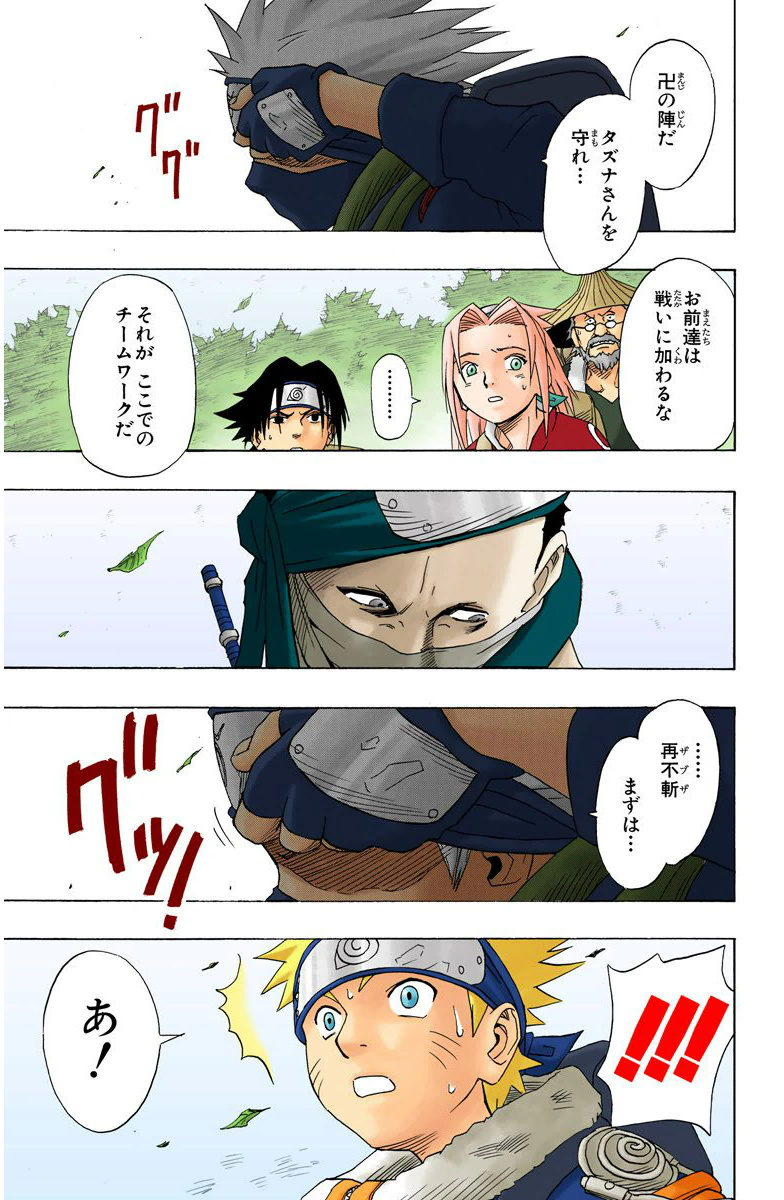 卍の陣だ
タズナさんを
守れ…
グ
グ
お前達は
戦いに加わるな
………
それが ここでの
チームワークだ
……
再不斬
まずは…
グッ!
!!!
あ!